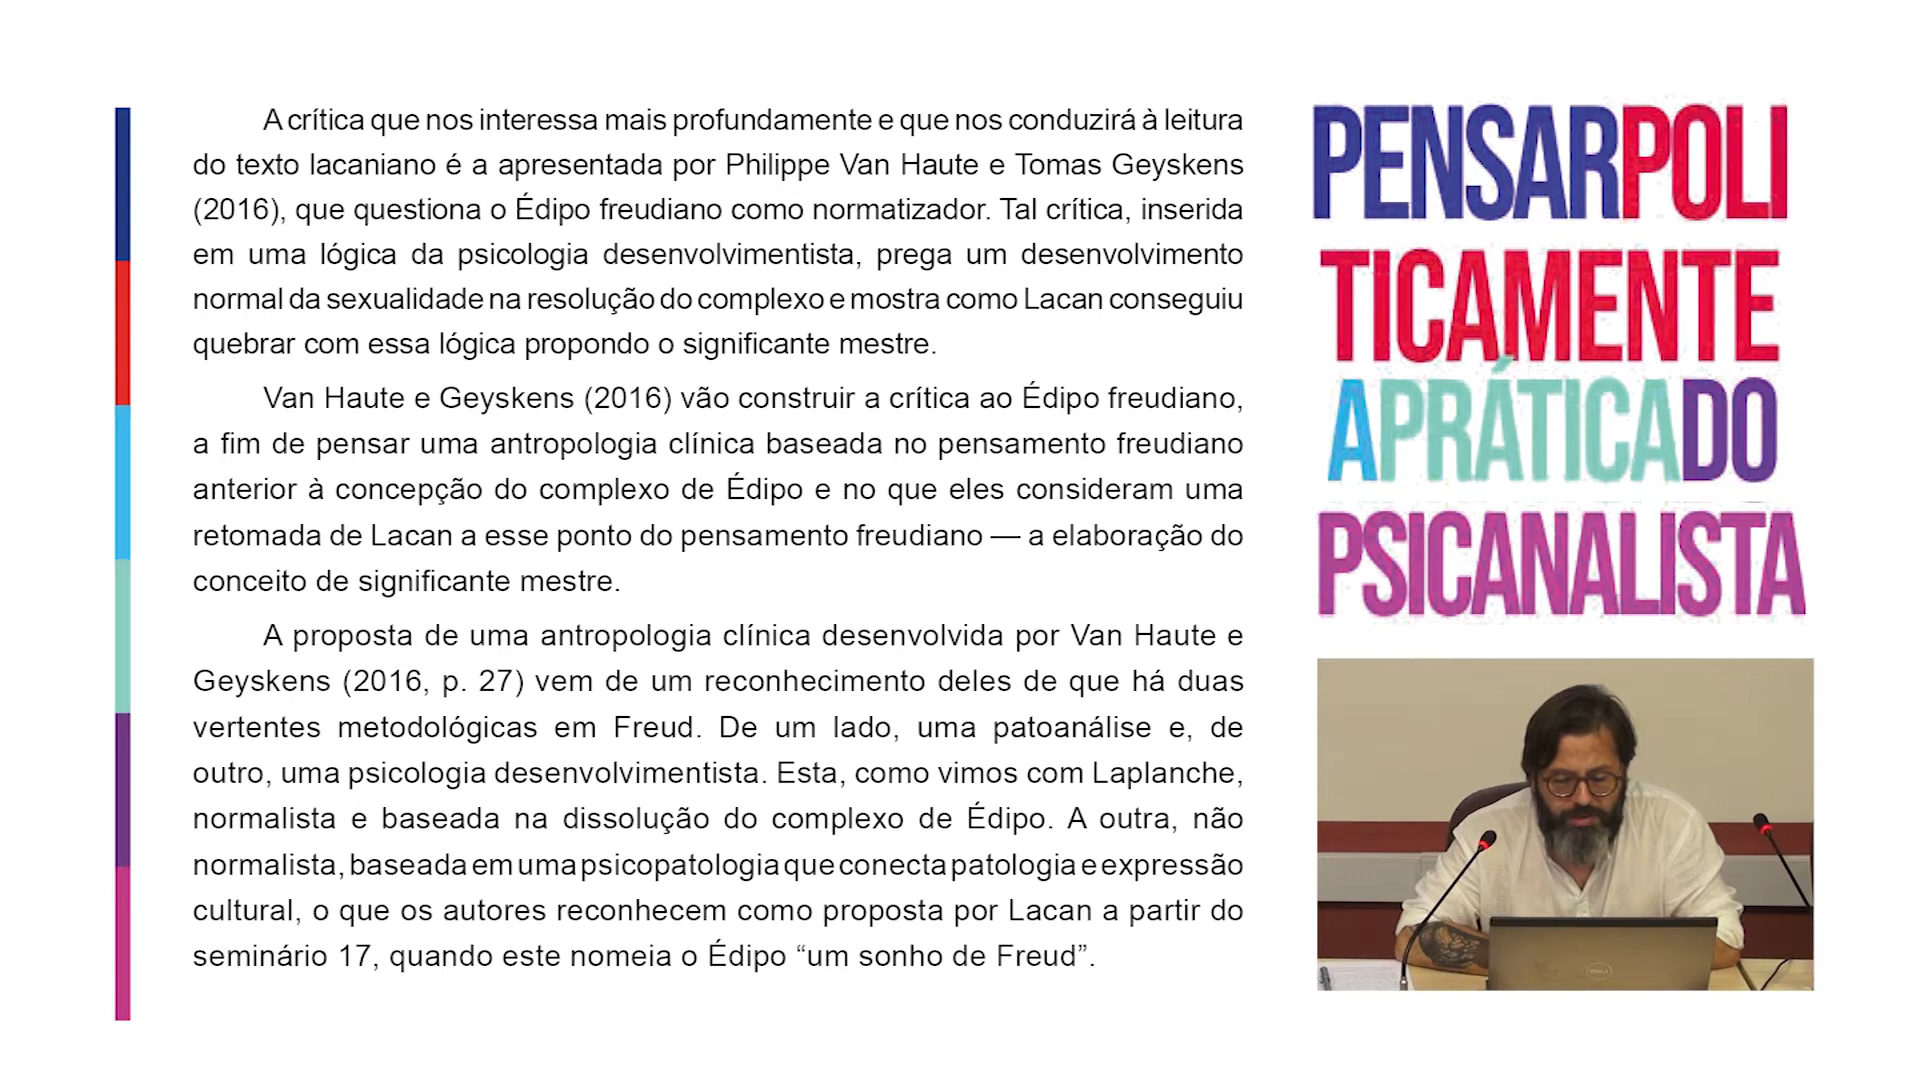 A crítica que nos interessa mais profundamente e que nos conduzirá à leitura
do texto lacaniano é a apresentada por Philippe Van Haute e Tomas Geyskens
(2016), que questiona o Édipo freudiano como normatizador. Tal crítica, inserida
em uma lógica da psicologia desenvolvimentista, prega um desenvolvimento
normal da sexualidade na resolução do complexo e mostra como Lacan conseguiu
quebrar com essa lógica propondo o significante mestre.
Van Haute e Geyskens (2016) vão construir a crítica ao Édipo freudiano,
a fim de pensar uma antropologia clínica baseada no pensamento freudiano
anterior à concepção do complexo de Édipo e no que eles consideram uma
retomada de Lacan a esse ponto do pensamento freudiano — a elaboração do
conceito de significante mestre.
A proposta de uma antropologia clínica desenvolvida por Van Haute e
Geyskens (2016, p. 27) vem de um reconhecimento deles de que há duas
vertentes metodológicas em Freud. De um lado, uma patoanálise e, de
outro, uma psicologia desenvolvimentista. Esta, como vimos com Laplanche,
normalista e baseada na dissolução do complexo de Édipo. A outra, não
normalista, baseada em uma psicopatologia que conecta patologia e expressão
cultural, o que os autores reconhecem como proposta por Lacan a partir do
seminário 17, quando este nomeia o Édipo “um sonho de Freud”.
PENSARPOLI
TICAMENTE
APRÁTICADO
PSICANALISTA
DELL